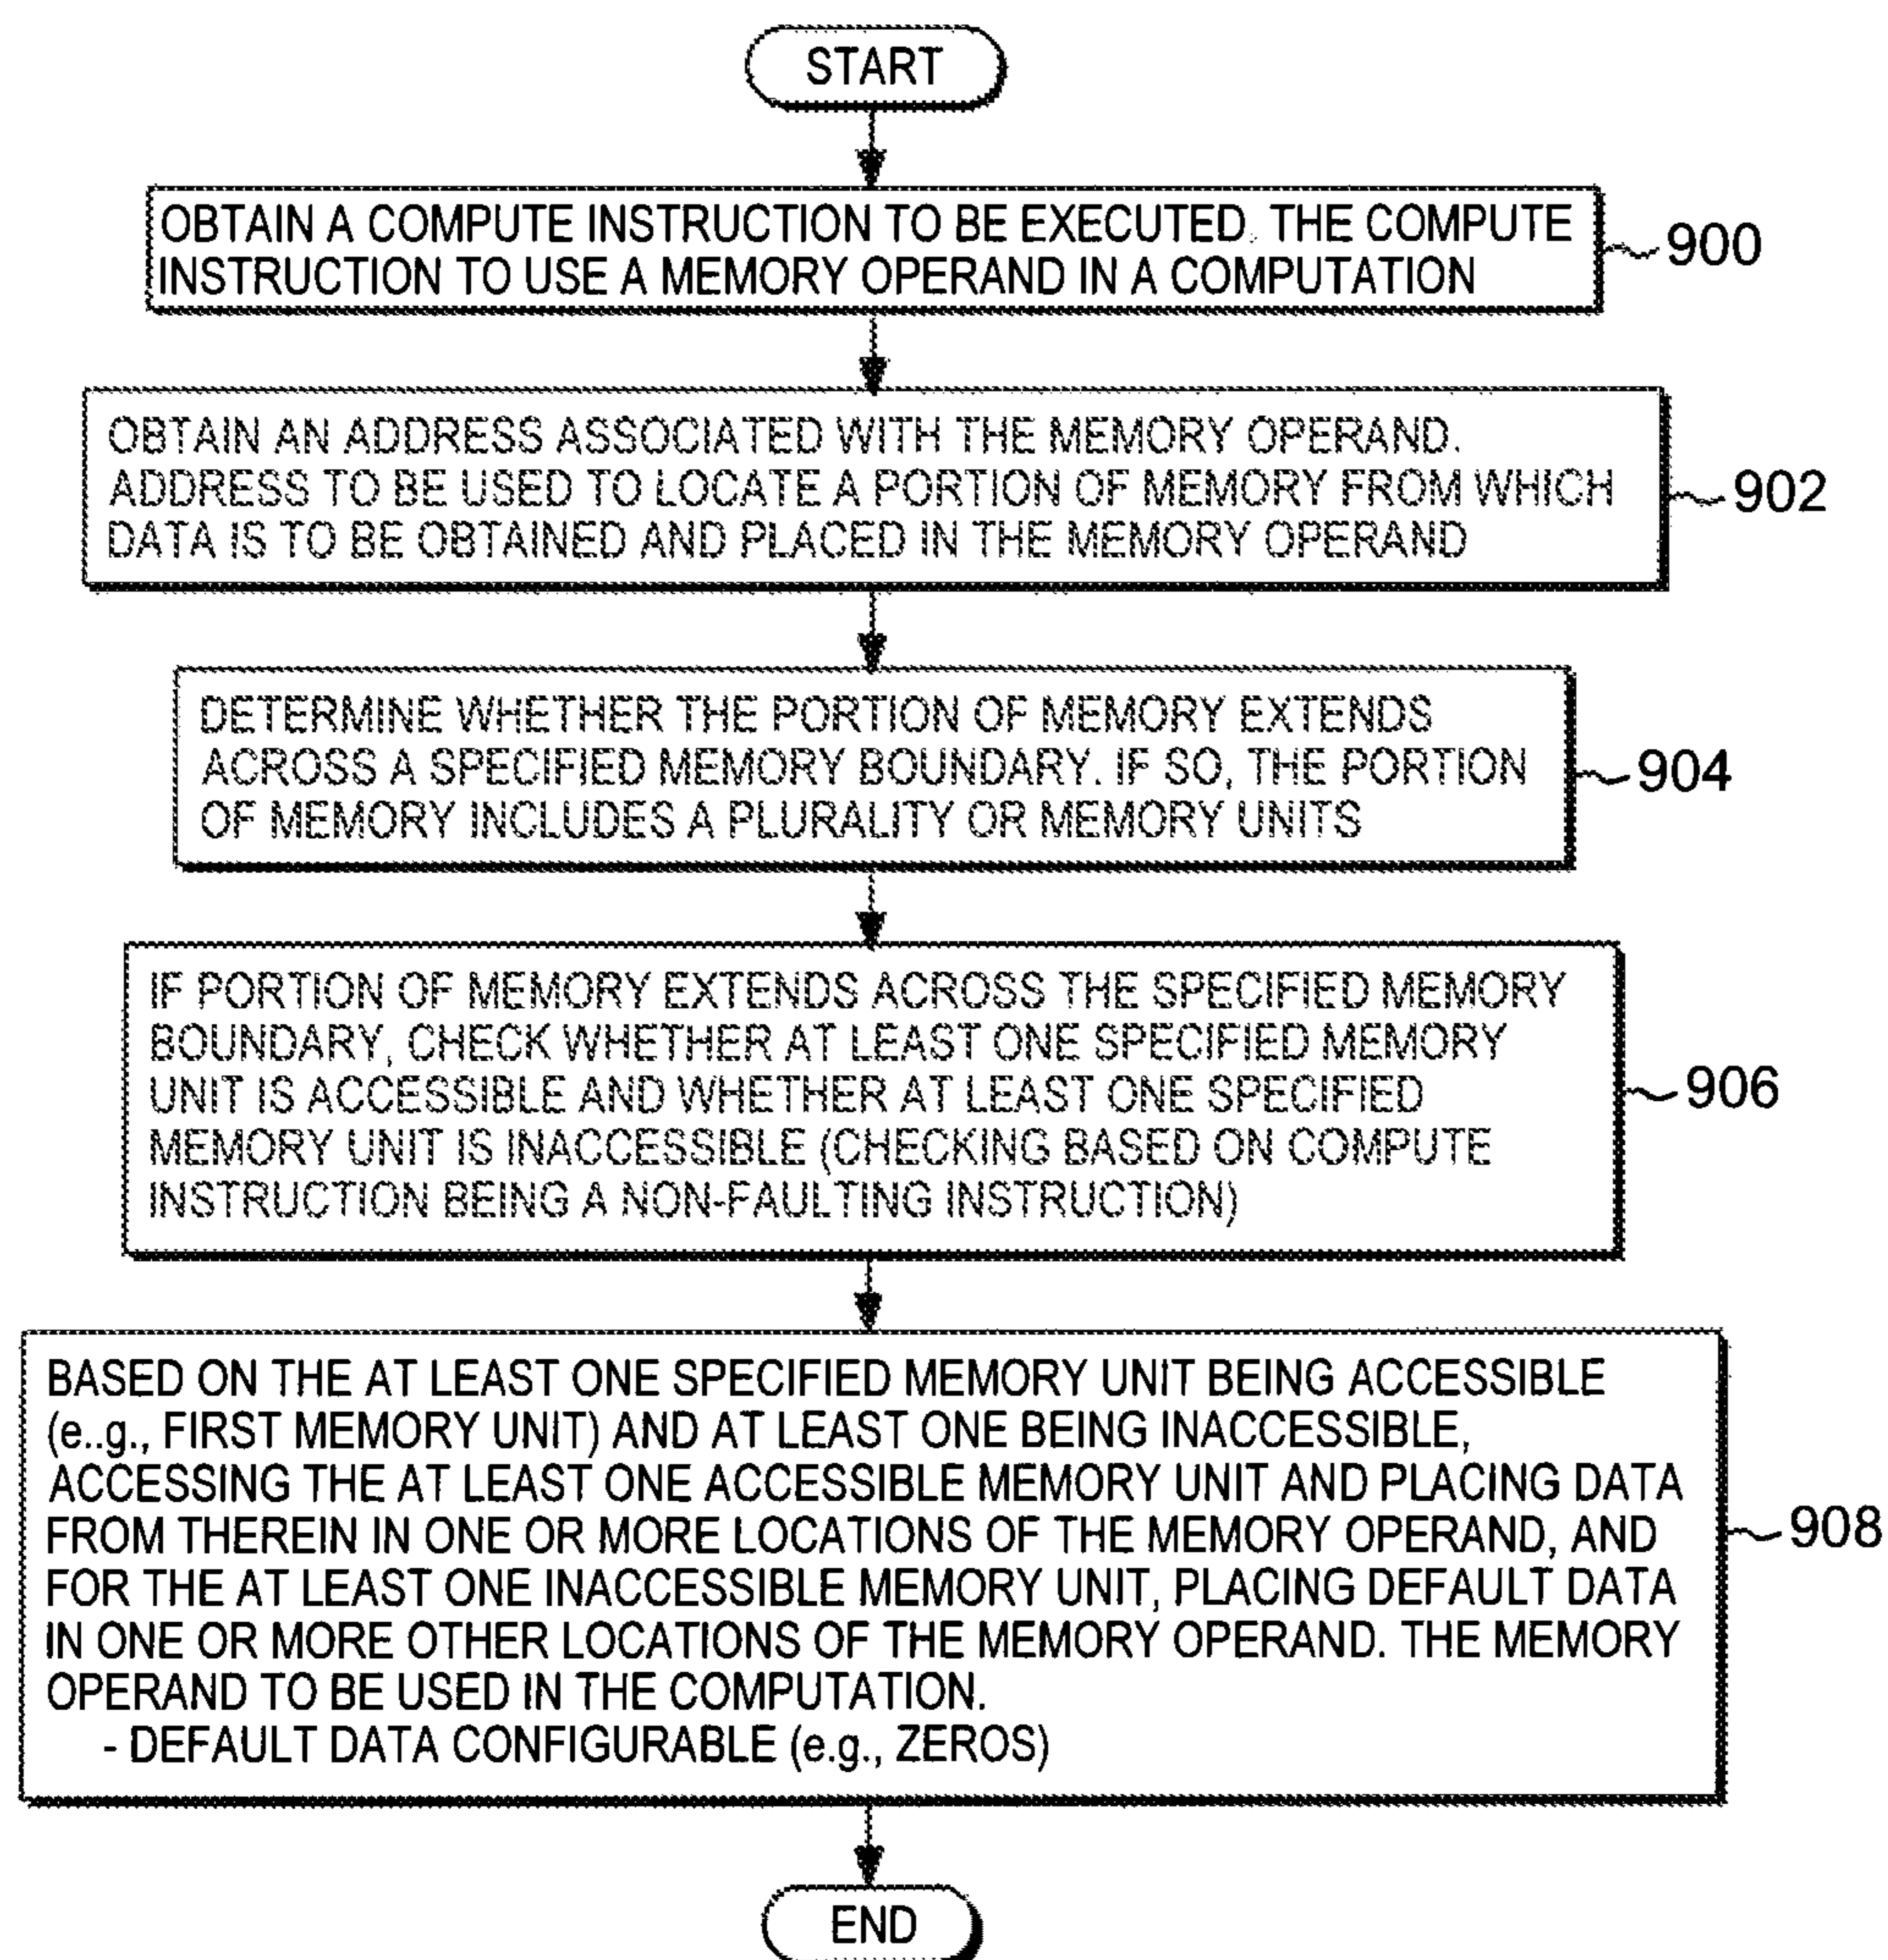 START
OBTAIN A COMPUTE INSTRUCTION TO BE EXECUTED. THE COMPUTE
INSTRUCTION TO USE A MEMORY OPERAND IN A COMPUTATION
900
OBTAIN AN ADDRESS ASSOCIATED WITH THE MEMORY OPERAND.
ADDRESS TO BE USED TO LOCATE A PORTION OF MEMORY FROM WHICH
DATA IS TO BE OBTAINED AND PLACED IN THE MEMORY OPERAND
902
DETERMINE WHETHER THE PORTION OF MEMORY EXTENDS
ACROSS A SPECIFIED MEMORY BOUNDARY. IF SO, THE PORTION
OF MEMORY INCLUDES A PLURALITY OR MEMORY UNITS
904
IF PORTION OF MEMORY EXTENDS ACROSS THE SPECIFIED MEMORY
BOUNDARY, CHECK WHETHER AT LEAST ONE SPECIFIED MEMORY
UNIT IS ACCESSIBLE AND WHETHER AT LEAST ONE SPECIFIED
MEMORY UNIT IS INACCESSIBLE (CHECKING BASED ON COMPUTE
INSTRUCTION BEING A NON-FAULTING INSTRUCTION)
906
BASED ON THE AT LEAST ONE SPECIFIED MEMORY UNIT BEING ACCESSIBLE
(e..g., FIRST MEMORY UNIT) AND AT LEAST ONE BEING INACCESSIBLE,
ACCESSING THE AT LEAST ONE ACCESSIBLE MEMORY UNIT AND PLACING DATA
FROM THEREIN IN ONE OR MORE LOCATIONS OF THE MEMORY OPERAND, AND
FOR THE AT LEAST ONE INACCESSIBLE MEMORY UNIT, PLACING DEFAULT DATA
IN ONE OR MORE OTHER LOCATIONS OF THE MEMORY OPERAND. THE MEMORY
OPERAND TO BE USED IN THE COMPUTATION.
- DEFAULT DATA CONFIGURABLE (e.g., ZEROS)
908
END